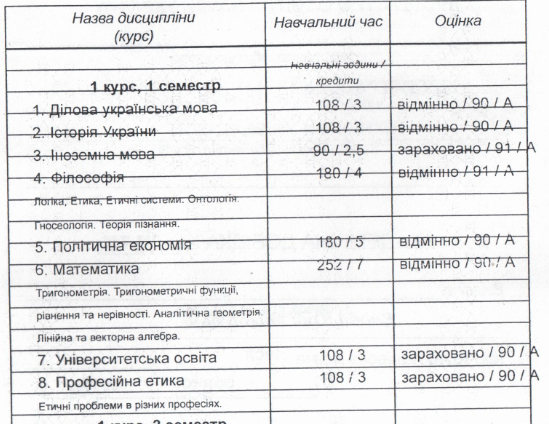 Назва дисципліни Навчальний час Оцінка
(курс)
Навчальні години /
1 курс, 1 семестр кредити
1. Ділова українська мова 108 / 3 відмінно / 90 / А
2. Історія України 108 / 3 відмінно / 90 / А
3. Іноземна мова 90 / 2,5 зараховано / 91 / А
4. Філософія 180 / 4 відмінно / 91 / А
Логіка, Етика, Етичні системи. Онтологія.
Гносеологія. Теорія пізнання.
5. Політична економія 180 / 5 відмінно / 90 / А
6. Математика 252 / 7 відмінно / 90 / А
Тригонометрія. Тригонометричні функції,
рівнення та нерівності. Аналітична геометрія.
Лінійна та векторна алгебра.
7. Університетська освіта 108 / 3 зараховано / 90 / А
8. Професійна етика 108 / 3 зараховано / 90 / А
Етичні проблеми в різних професіях.
1 курс, 2 семестр